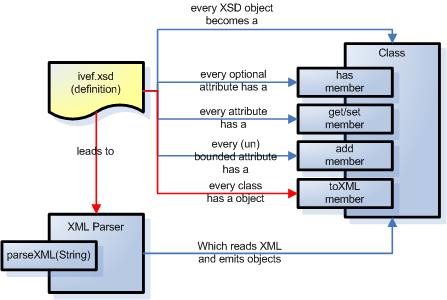 every XSD object
becomes a
Class
ivef.xsd
(definition)
every optional
attribute has a
has
member
every attribute
has a
get/set
member
every (un)
bounded attribute
has a
add
member
leads to
every class
has a object
toXML
member
XML Parser
parseXML(String)
Which reads XML
and emits objects